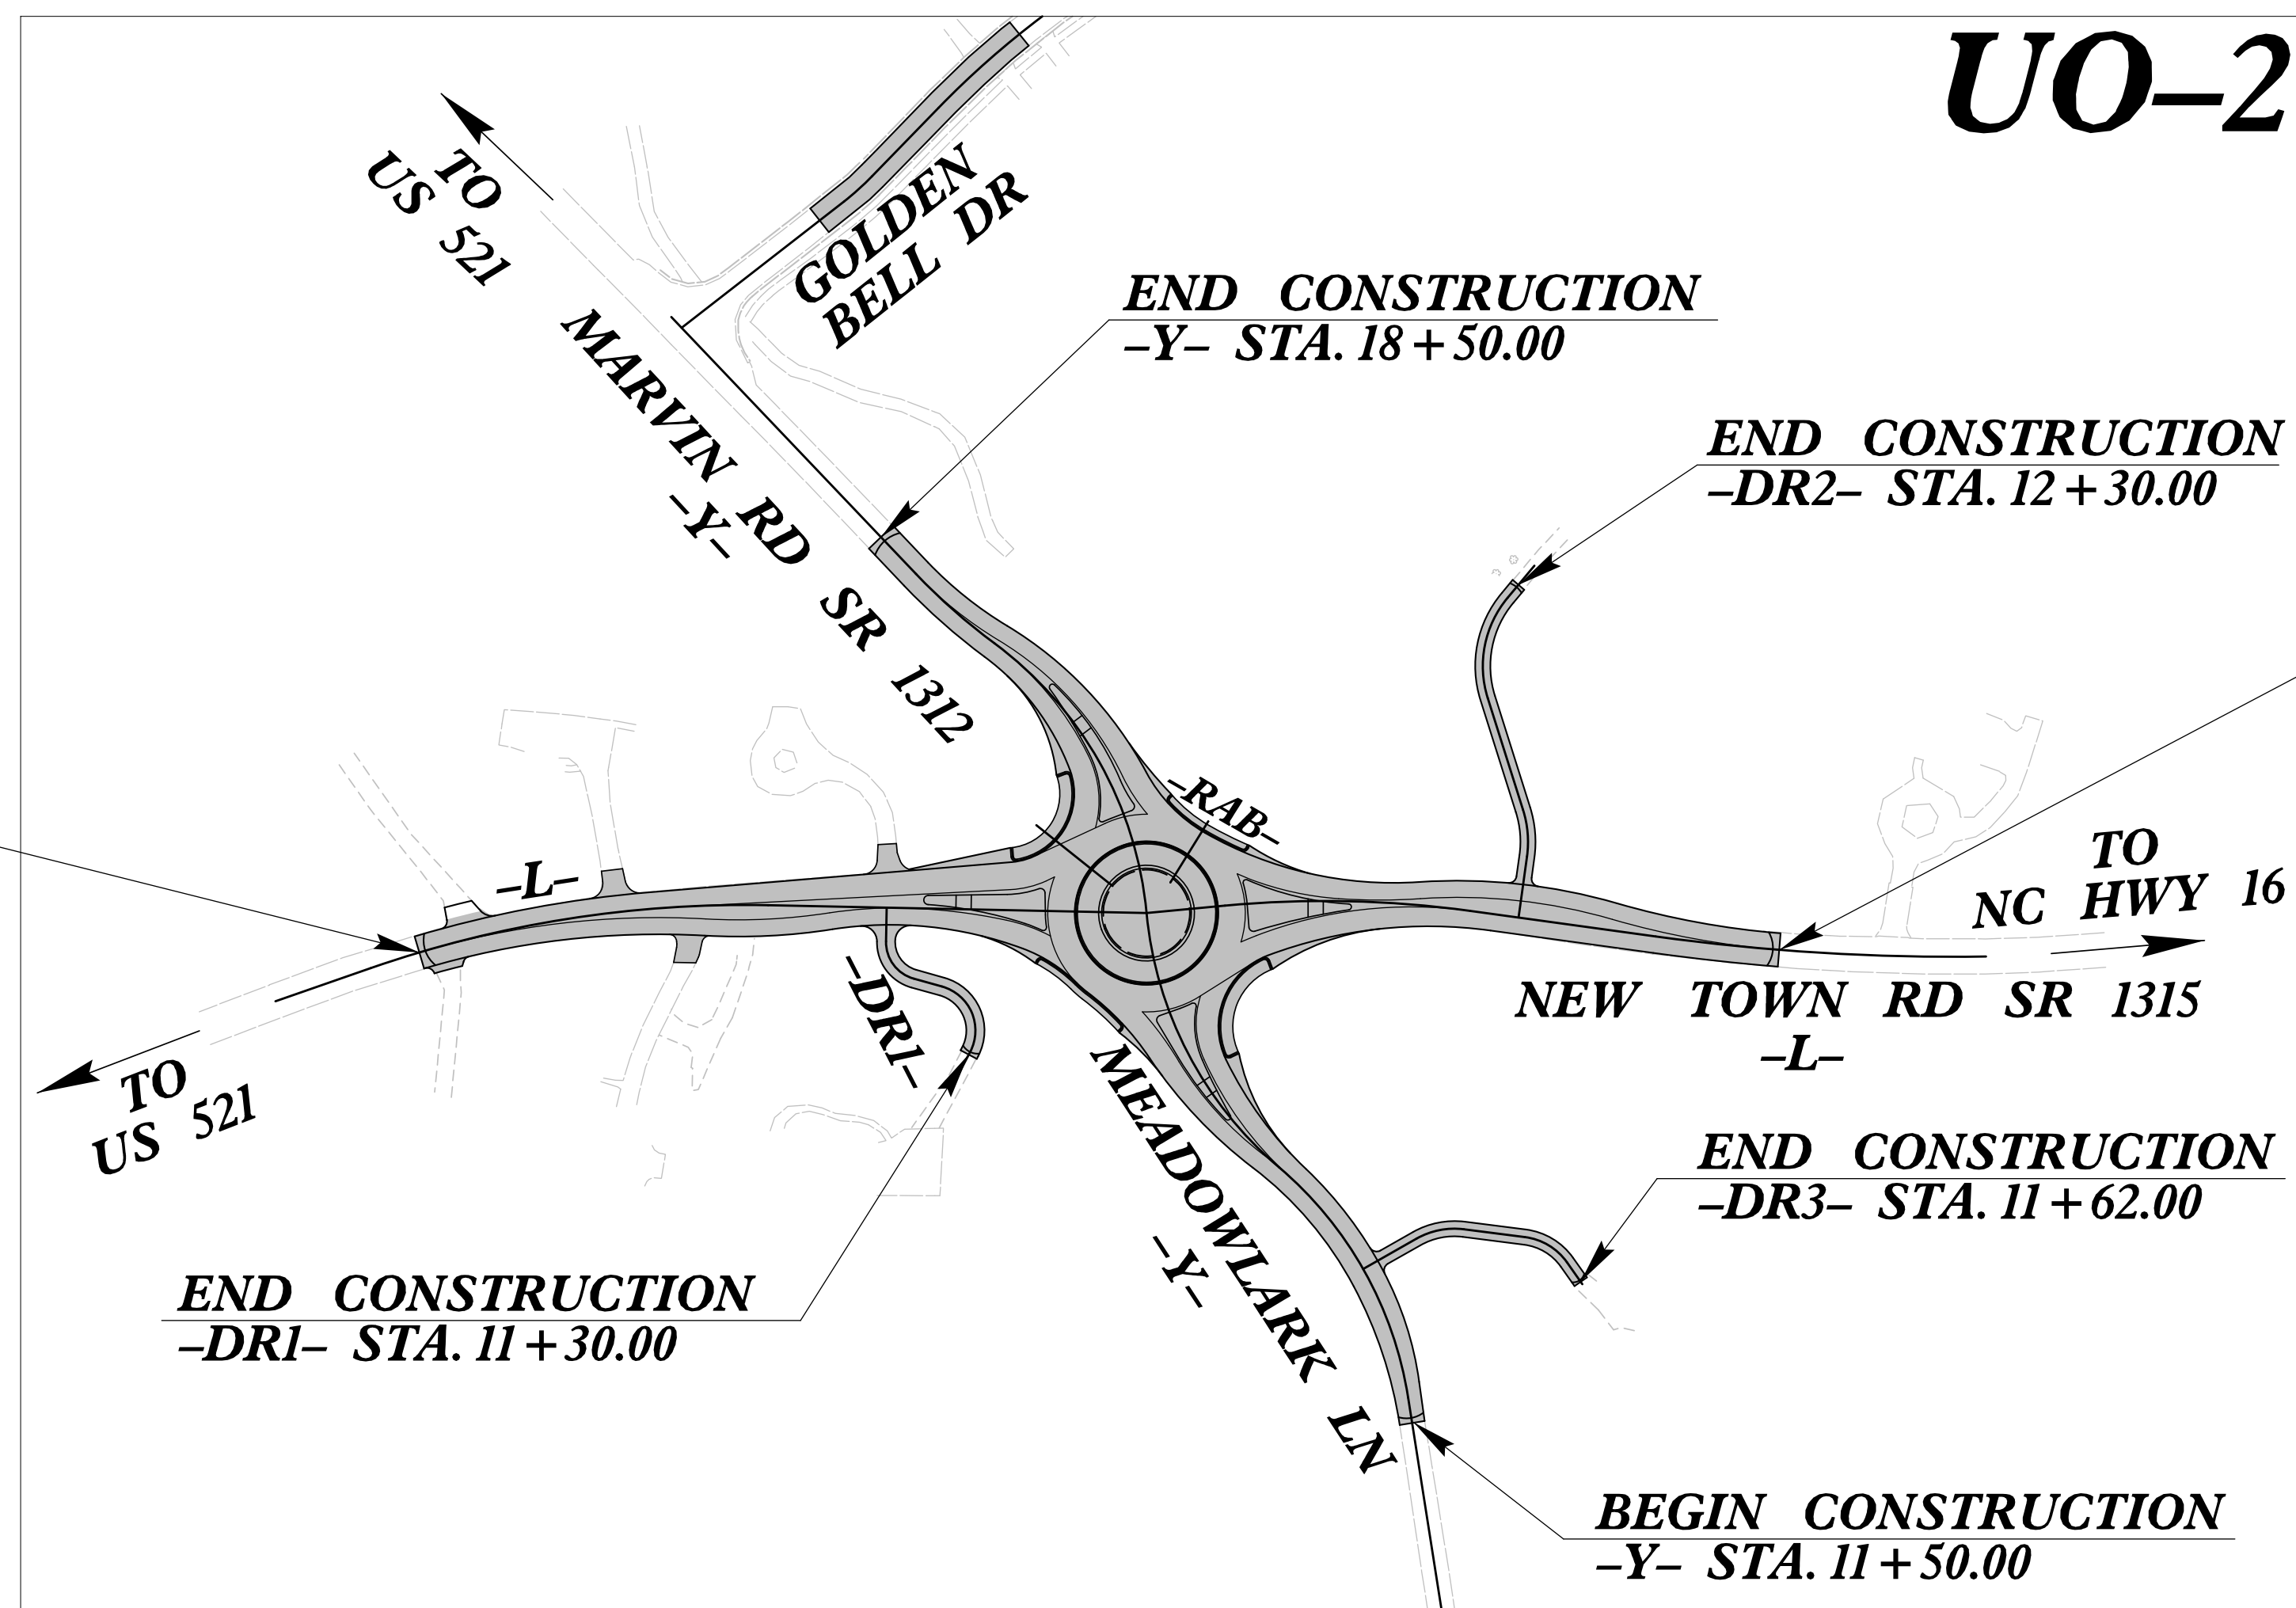 UO–2
TO
US 521
GOLDEN
BELL DR
END CONSTRUCTION
–Y– STA. 18+50.00
MARVIN RD SR 1312
–Y–
END CONSTRUCTION
–DR2– STA. 12+30.00
–RAB–
–L–
TO
NC HWY 16
–DR1–
NEW TOWN RD SR 1315
–L–
TO
US 521
MEADOWLARK LN
–Y–
END CONSTRUCTION
–DR3– STA. 11+62.00
END CONSTRUCTION
–DR1– STA. 11+30.00
BEGIN CONSTRUCTION
–Y– STA. 11+50.00